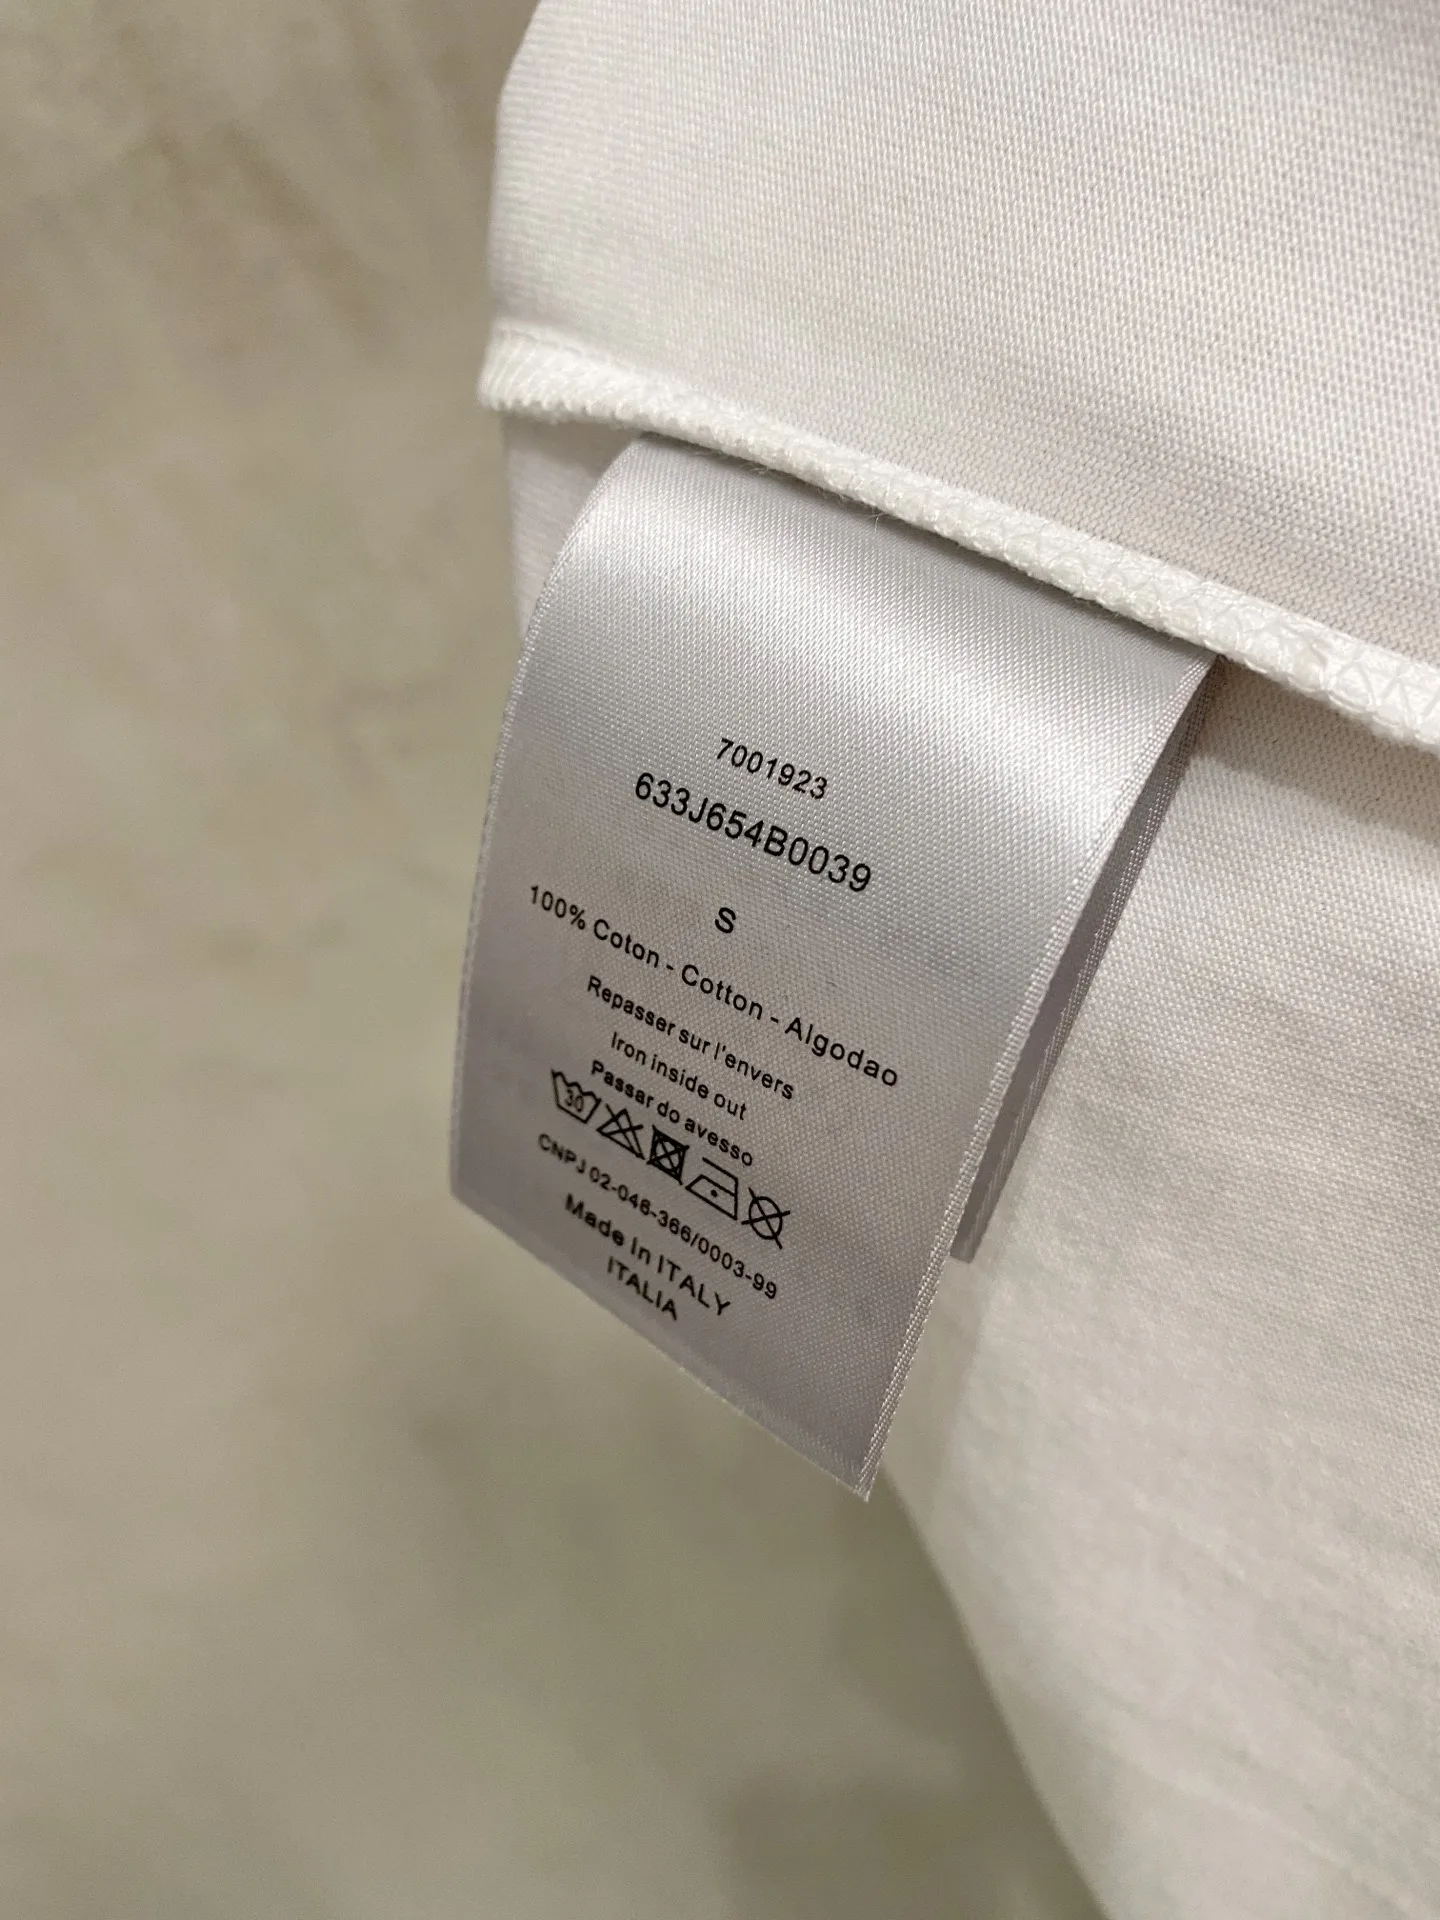 7001923
633J654B0039
S
100% Coton - Cotton - Algodao
Repasser sur l'envers
Iron inside out
Passar do avesso
30
CNPJ 02-046-366/0003-99
Made in ITALY
ITALIA